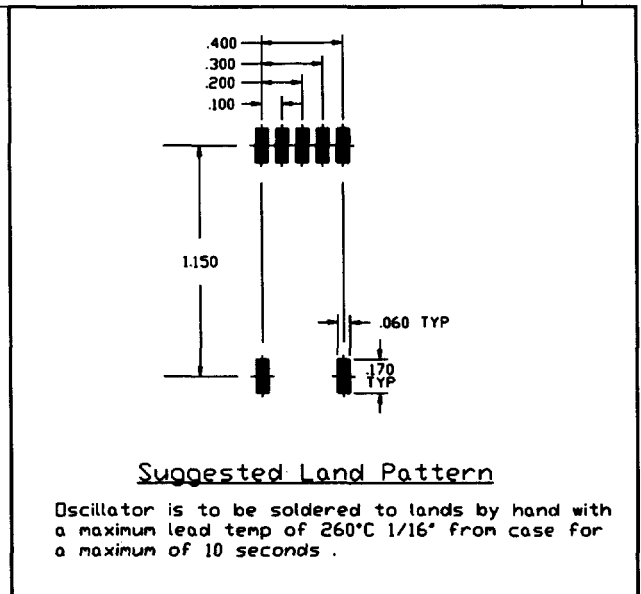 .400
.300
.200
.100
1.150
.060 TYP
.170
TYP
Suggested Land Pattern
Oscillator is to be soldered to lands by hand with
a maximum lead temp of 260°C 1/16" from case for
a maximum of 10 seconds .